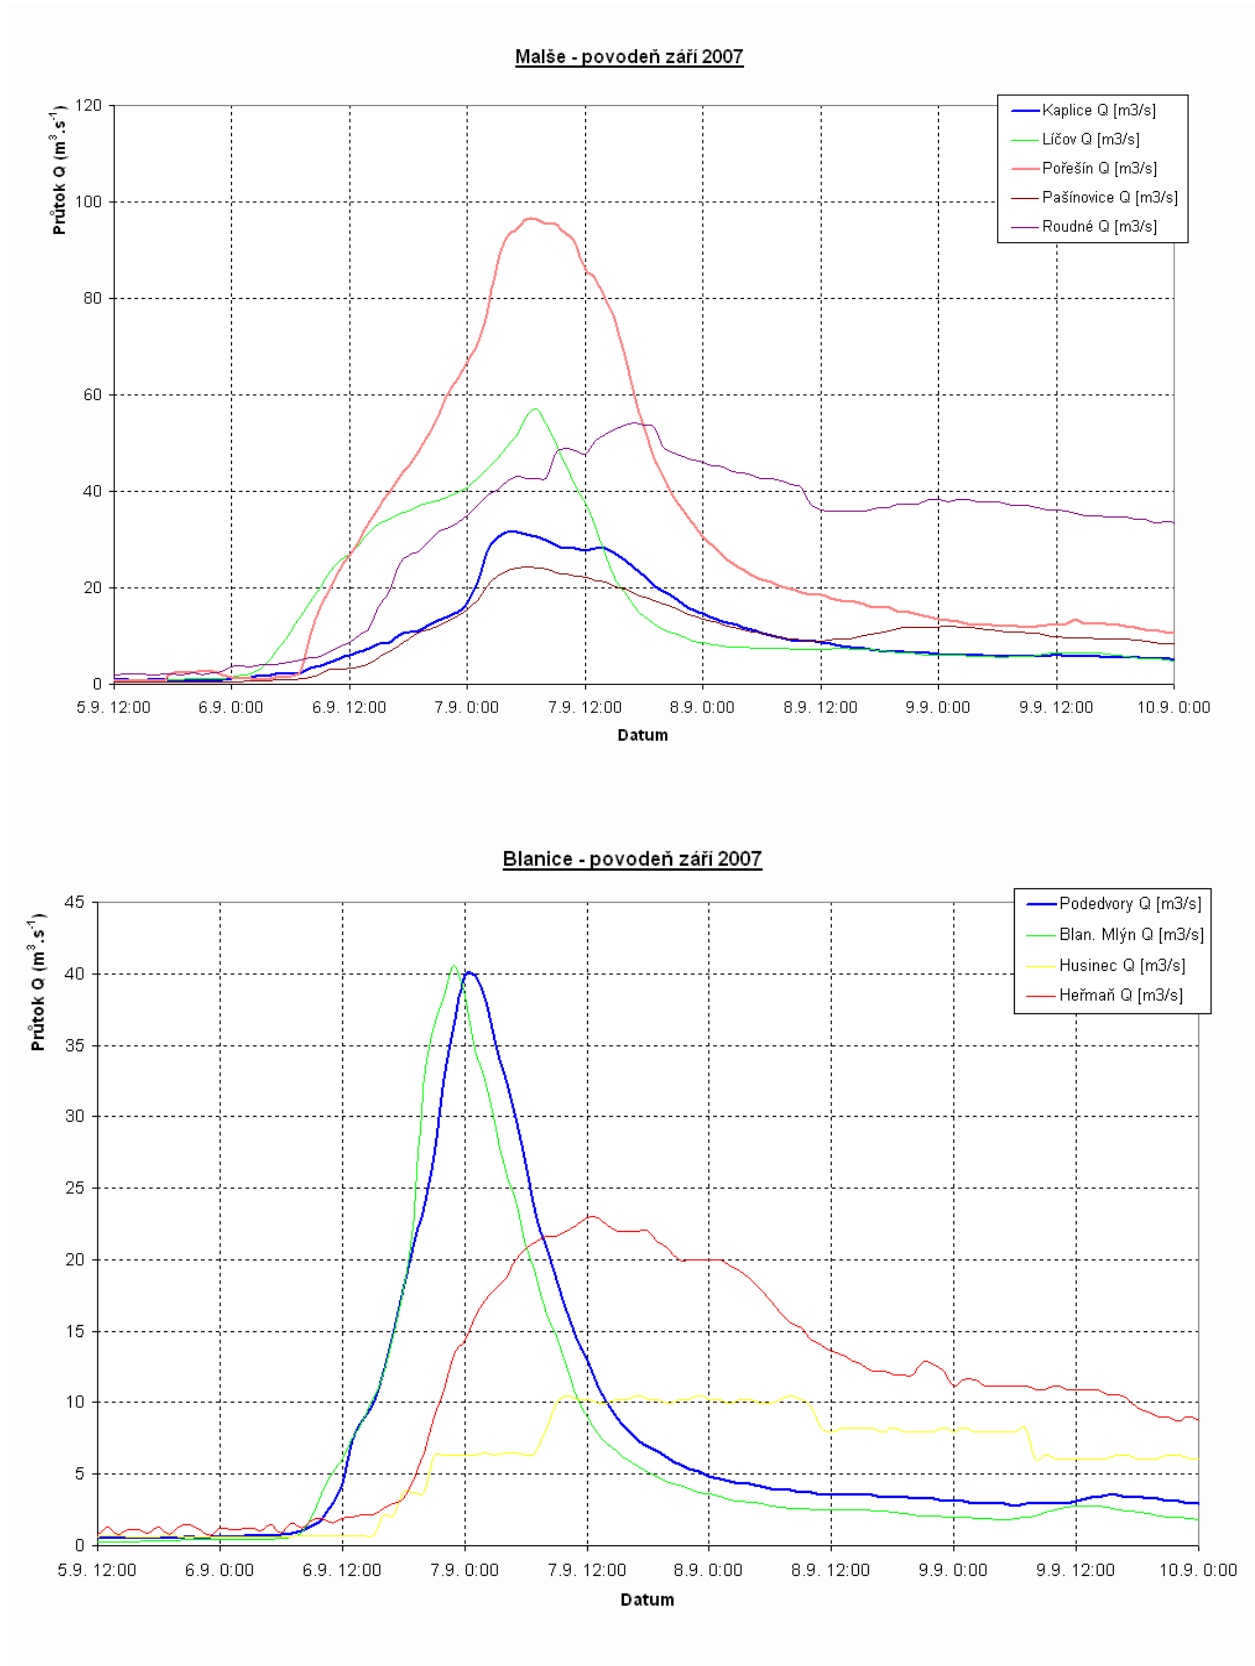 Malše - povodeň září 2007
Průtok Q (m³.s⁻¹)
120
100
80
60
40
20
0
Kaplice Q [m3/s]
Líčov Q [m3/s]
Pořešín Q [m3/s]
Pašínovice Q [m3/s]
Roudné Q [m3/s]
5.9. 12:00 6.9. 0:00 6.9. 12:00 7.9. 0:00 7.9. 12:00 8.9. 0:00 8.9. 12:00 9.9. 0:00 9.9. 12:00 10.9. 0:00
Datum
Blanice - povodeň září 2007
Průtok Q (m³.s⁻¹)
45
40
35
30
25
20
15
10
5
0
Podedvory Q [m3/s]
Blan. Mlýn Q [m3/s]
Husinec Q [m3/s]
Heřmaň Q [m3/s]
5.9. 12:00 6.9. 0:00 6.9. 12:00 7.9. 0:00 7.9. 12:00 8.9. 0:00 8.9. 12:00 9.9. 0:00 9.9. 12:00 10.9. 0:00
Datum